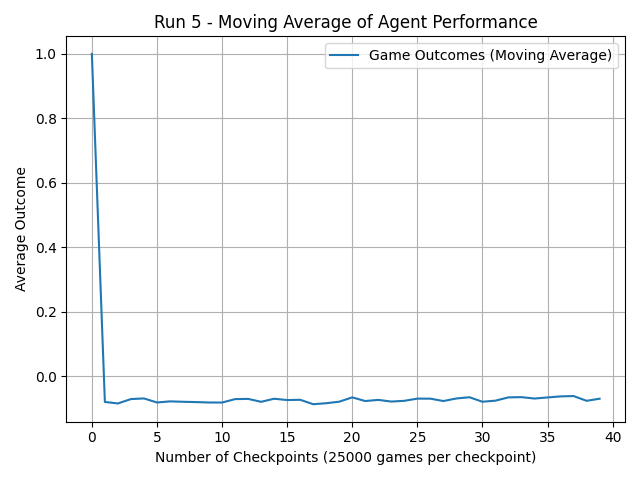 Run 5 - Moving Average of Agent Performance
Game Outcomes (Moving Average)
Average Outcome
1.0
0.8
0.6
0.4
0.2
0.0
0 5 10 15 20 25 30 35 40
Number of Checkpoints (25000 games per checkpoint)